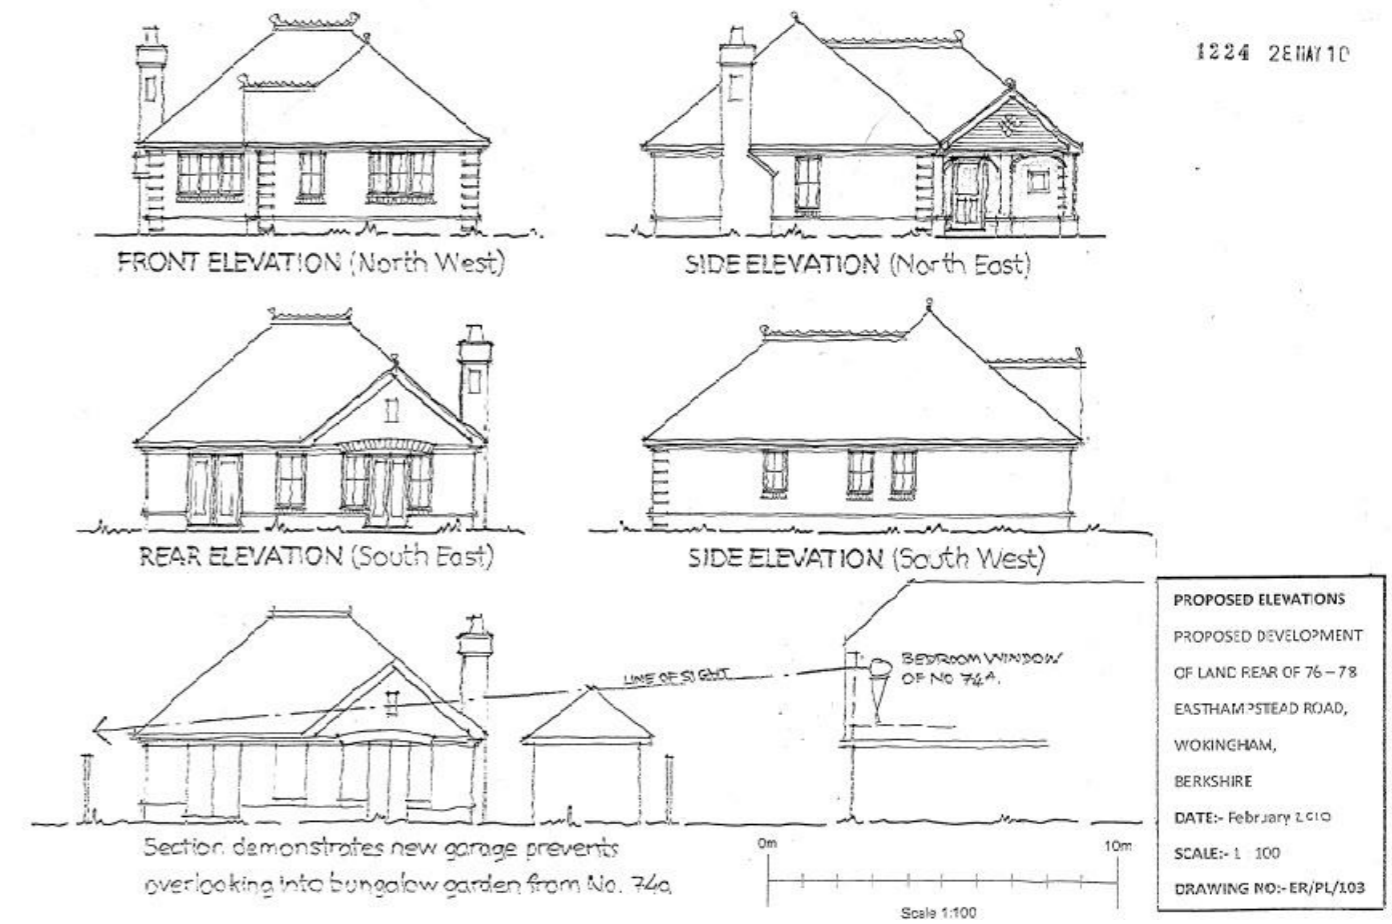 1224 28 MAY 10
FRONT ELEVATION (North West)
SIDE ELEVATION (North East)
REAR ELEVATION (South East)
SIDE ELEVATION (South West)
LINE OF SIGHT
BEDROOM WINDOW
OF NO 74A.
Section demonstrates new garage prevents
overlooking into bungalow garden from No. 74a.
0m
10m
Scale 1:100
PROPOSED ELEVATIONS
PROPOSED DEVELOPMENT
OF LAND REAR OF 76 – 78
EASTHAMPSTEAD ROAD,
WOKINGHAM,
BERKSHIRE
DATE:- February 2010
SCALE:- 1 100
DRAWING NO:- ER/PL/103